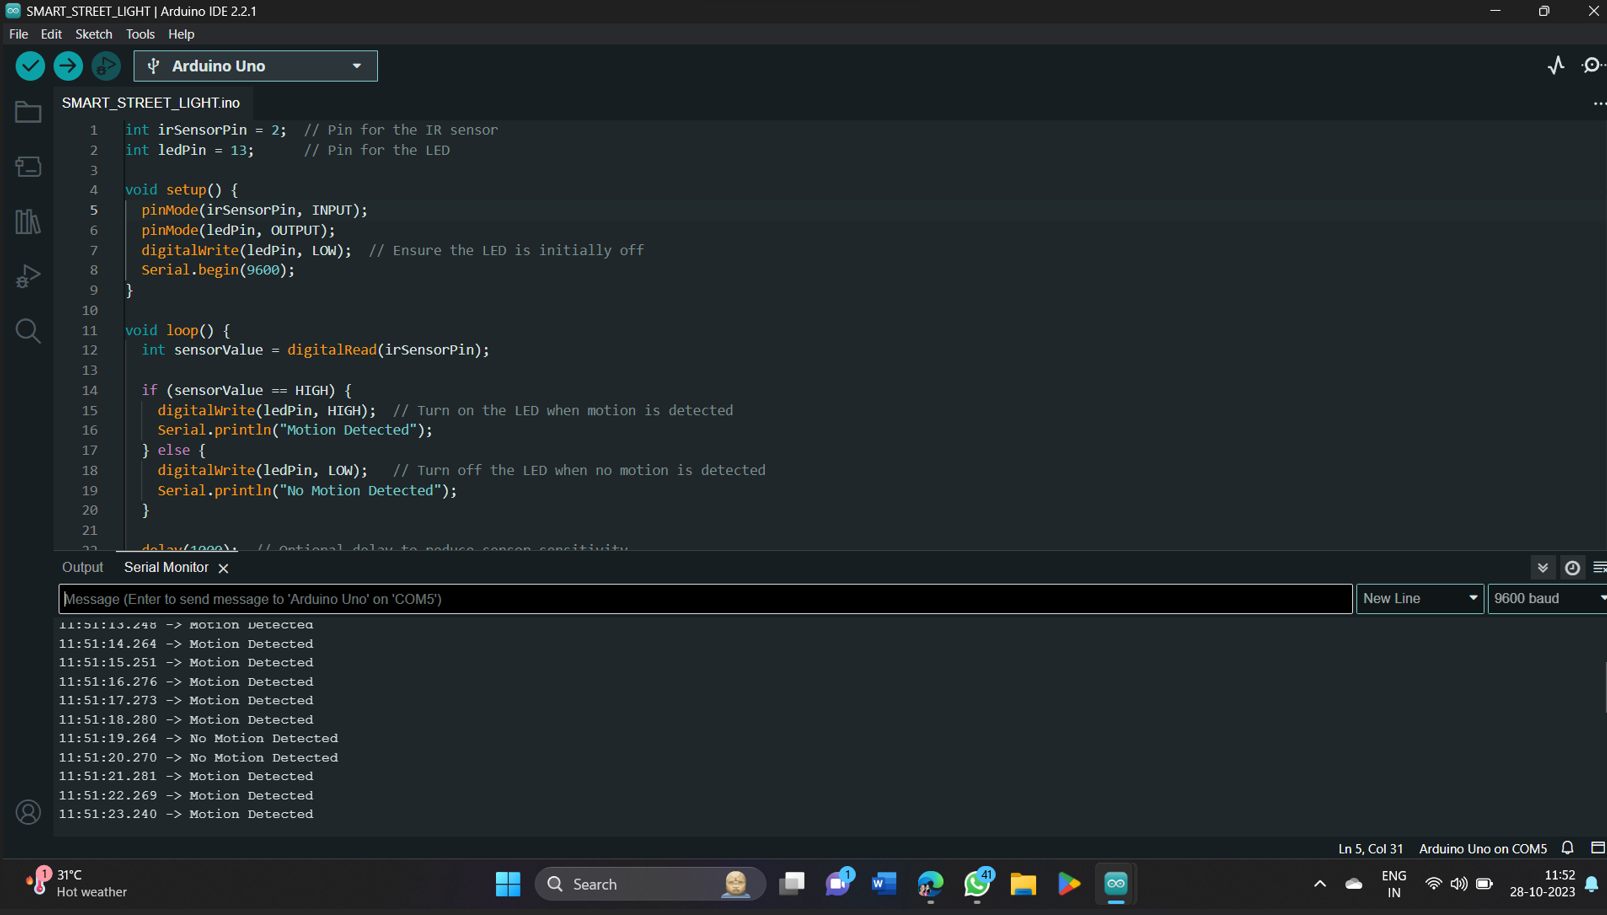 SMART_STREET_LIGHT | Arduino IDE 2.2.1
File Edit Sketch Tools Help
Arduino Uno
SMART_STREET_LIGHT.ino
1 int irSensorPin = 2; // Pin for the IR sensor
2 int ledPin = 13; // Pin for the LED
3
4 void setup() {
5 pinMode(irSensorPin, INPUT);
6 pinMode(ledPin, OUTPUT);
7 digitalWrite(ledPin, LOW); // Ensure the LED is initially off
8 Serial.begin(9600);
9 }
10
11 void loop() {
12 int sensorValue = digitalRead(irSensorPin);
13
14 if (sensorValue == HIGH) {
15 digitalWrite(ledPin, HIGH); // Turn on the LED when motion is detected
16 Serial.println("Motion Detected");
17 } else {
18 digitalWrite(ledPin, LOW); // Turn off the LED when no motion is detected
19 Serial.println("No Motion Detected");
20 }
21
22 delay(1000); // Optional delay to reduce sensor sensitivity
Output Serial Monitor
Message (Enter to send message to 'Arduino Uno' on 'COM5') New Line 9600 baud
11:51:13.248 -> Motion Detected
11:51:14.264 -> Motion Detected
11:51:15.251 -> Motion Detected
11:51:16.276 -> Motion Detected
11:51:17.273 -> Motion Detected
11:51:18.280 -> Motion Detected
11:51:19.264 -> No Motion Detected
11:51:20.270 -> No Motion Detected
11:51:21.281 -> Motion Detected
11:51:22.269 -> Motion Detected
11:51:23.240 -> Motion Detected
Ln 5, Col 31 Arduino Uno on COM5
1 31°C
Hot weather
Search 1 W 41
ENG
IN
11:52
28-10-2023